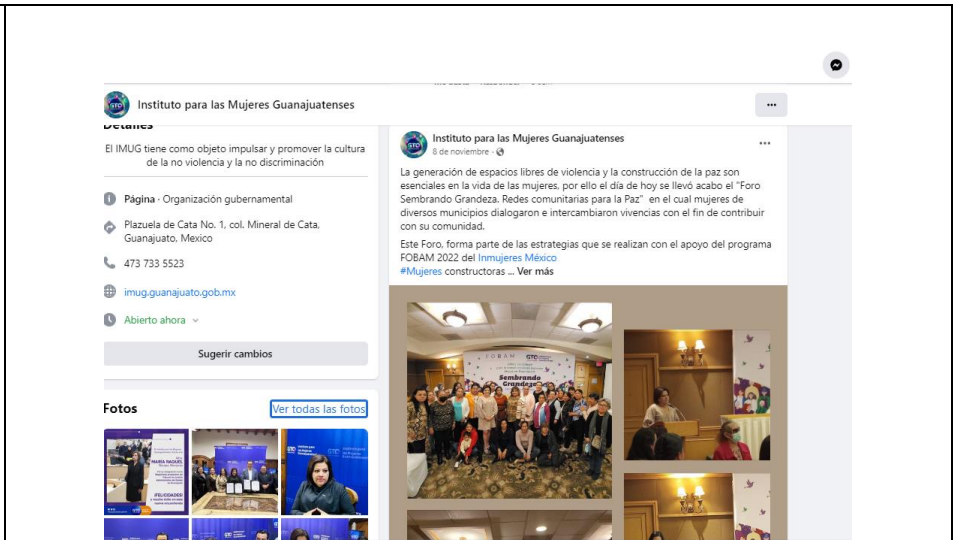 Instituto para las Mujeres Guanajuatenses
Detalles
El IMUG tiene como objeto impulsar y promover la cultura
de la no violencia y la no discriminación
Página · Organización gubernamental
Plazuela de Cata No. 1, col. Mineral de Cata,
Guanajuato, Mexico
473 733 5523
imug.guanajuato.gob.mx
Abierto ahora
Sugerir cambios
Fotos
Ver todas las fotos
MARÍA RAQUEL
¡FELICIDADES!
Instituto para las Mujeres Guanajuatenses
8 de noviembre ·
La generación de espacios libres de violencia y la construcción de la paz son
esenciales en la vida de las mujeres, por ello el día de hoy se llevó acabo el "Foro
Sembrando Grandeza. Redes comunitarias para la Paz" en el cual mujeres de
diversos municipios dialogaron e intercambiaron vivencias con el fin de contribuir
con su comunidad.
Este Foro, forma parte de las estrategias que se realizan con el apoyo del programa
FOBAM 2022 del Inmujeres México
#Mujeres constructoras ... Ver más
FOBAM GTO
Sembrando
Grandeza